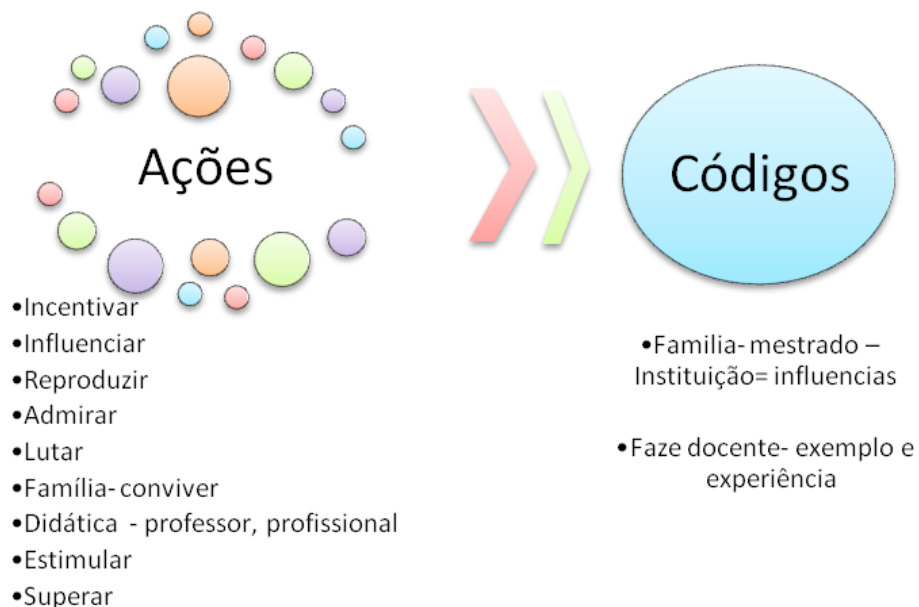 Ações
•Incentivar
•Influenciar
•Reproduzir
•Admirar
•Lutar
•Família- conviver
•Didática - professor, profissional
•Estimular
•Superar
Códigos
•Familia- mestrado –
Instituição= influencias
•Faze docente- exemplo e
experiência